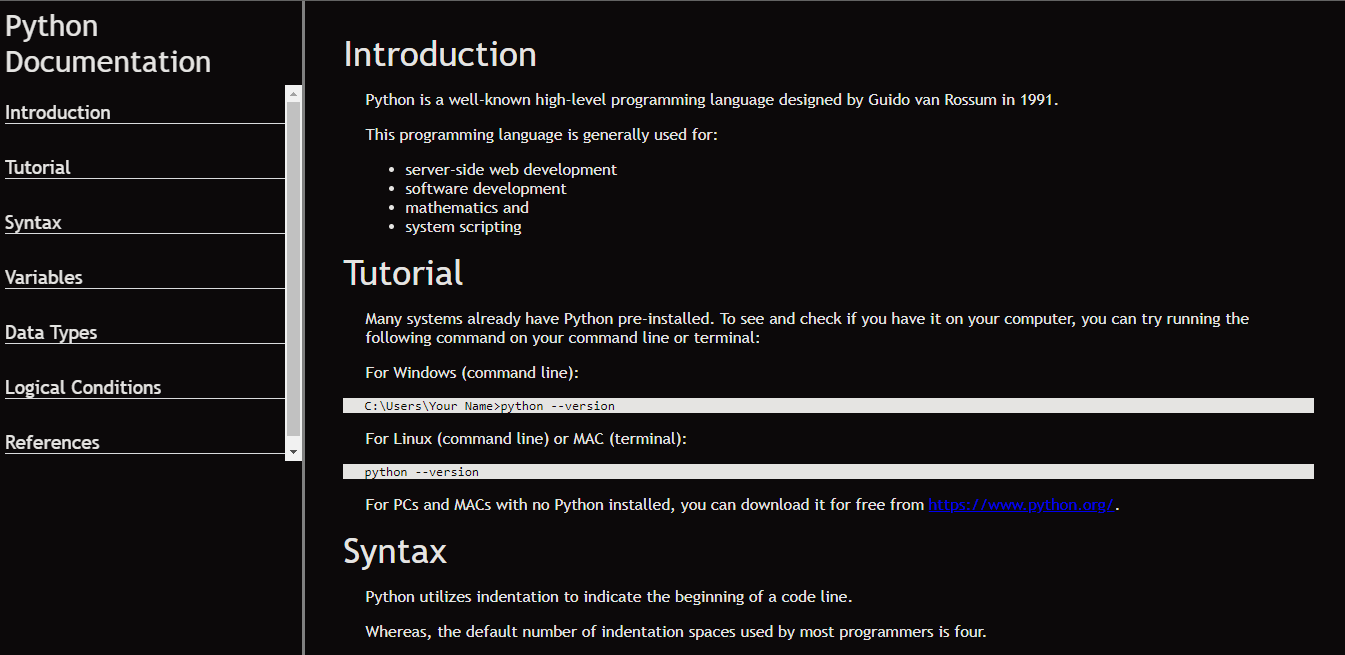 Python
Documentation
Introduction
Tutorial
Syntax
Variables
Data Types
Logical Conditions
References
Introduction
Python is a well-known high-level programming language designed by Guido van Rossum in 1991.
This programming language is generally used for:
• server-side web development
• software development
• mathematics and
• system scripting
Tutorial
Many systems already have Python pre-installed. To see and check if you have it on your computer, you can try running the
following command on your command line or terminal:
For Windows (command line):
C:\Users\Your Name>python --version
For Linux (command line) or MAC (terminal):
python --version
For PCs and MACs with no Python installed, you can download it for free from https://www.python.org/.
Syntax
Python utilizes indentation to indicate the beginning of a code line.
Whereas, the default number of indentation spaces used by most programmers is four.